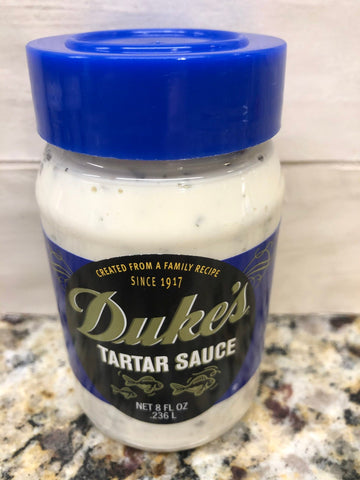 CREATED FROM A FAMILY RECIPE
SINCE 1917
Duke's
TARTAR SAUCE
NET 8 FL OZ
.236 L